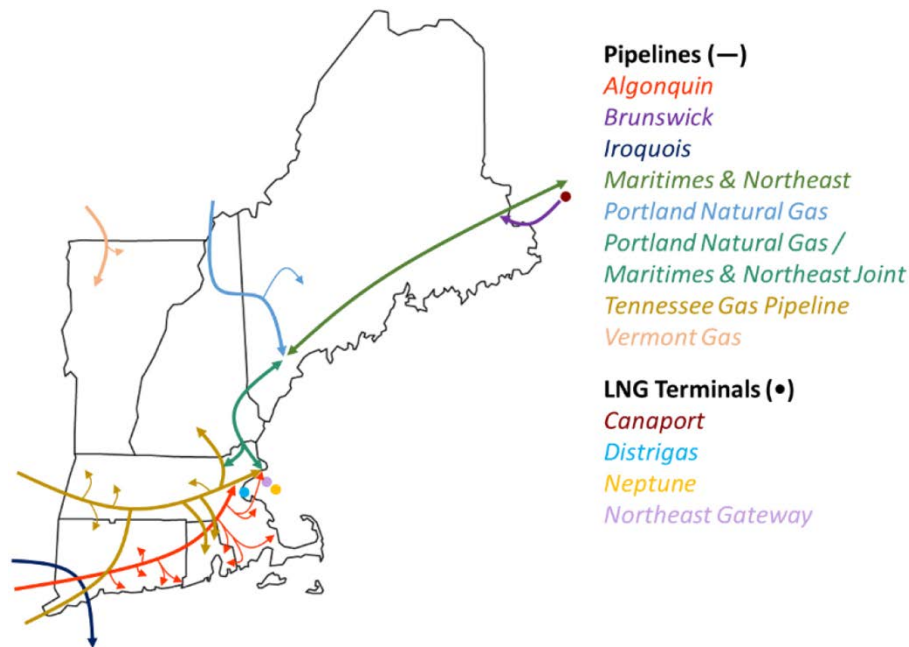 Pipelines (—)
Algonquin
Brunswick
Iroquois
Maritimes & Northeast
Portland Natural Gas
Portland Natural Gas /
Maritimes & Northeast Joint
Tennessee Gas Pipeline
Vermont Gas
LNG Terminals (•)
Canaport
Distrigas
Neptune
Northeast Gateway